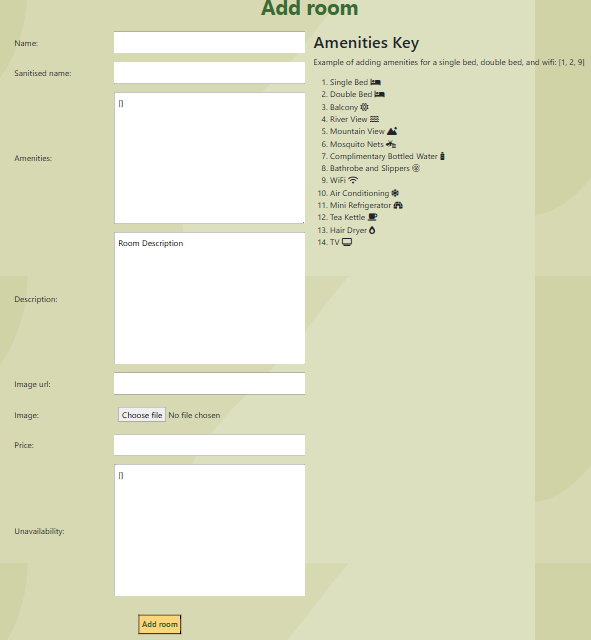 Add room
Name:
Sanitised name:
Amenities:
[]
Description:
Room Description
Image url:
Image:
Choose file No file chosen
Price:
Unavailability:
[]
Add room
Amenities Key
Example of adding amenities for a single bed, double bed, and wifi: [1, 2, 9]
1. Single Bed
2. Double Bed
3. Balcony
4. River View
5. Mountain View
6. Mosquito Nets
7. Complimentary Bottled Water
8. Bathrobe and Slippers
9. WiFi
10. Air Conditioning
11. Mini Refrigerator
12. Tea Kettle
13. Hair Dryer
14. TV